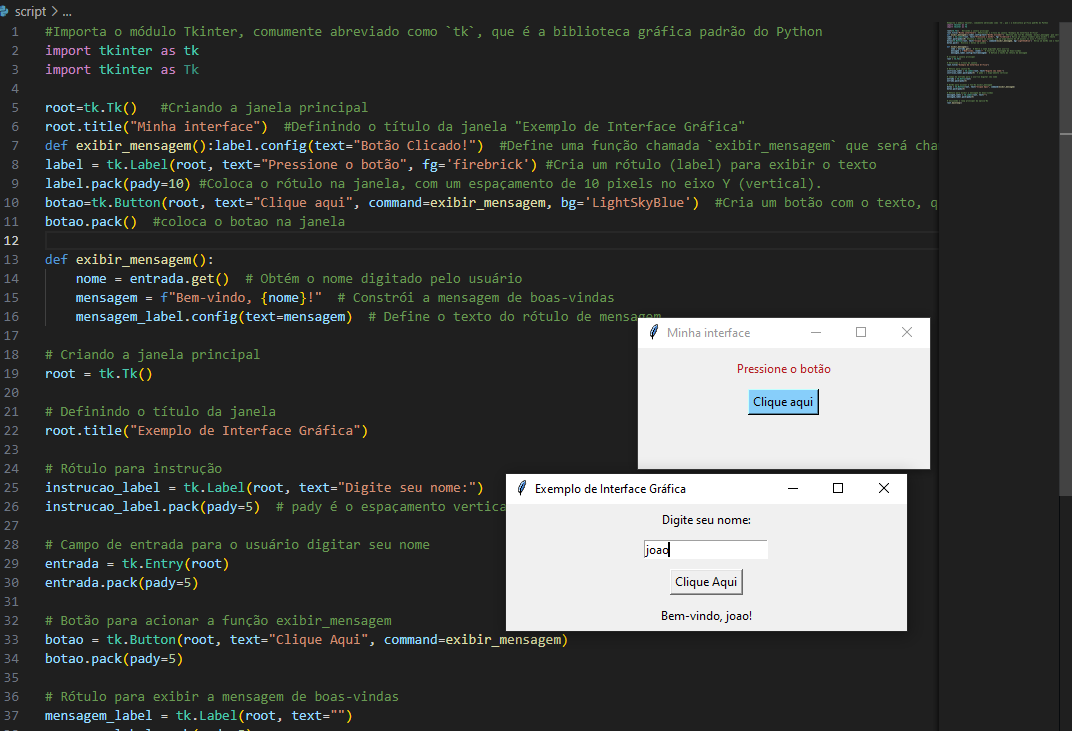 script > ...
1 #Importa o módulo Tkinter, comumente abreviado como `tk`, que é a biblioteca gráfica padrão do Python
2 import tkinter as tk
3 import tkinter as Tk
4
5 root=tk.Tk()   #Criando a janela principal
6 root.title("Minha interface")  #Definindo o título da janela "Exemplo de Interface Gráfica"
7 def exibir_mensagem():label.config(text="Botão Clicado!")  #Define uma função chamada `exibir_mensagem` que será cha
8 label = tk.Label(root, text="Pressione o botão", fg='firebrick') #Cria um rótulo (label) para exibir o texto
9 label.pack(pady=10) #Coloca o rótulo na janela, com um espaçamento de 10 pixels no eixo Y (vertical).
10 botao=tk.Button(root, text="Clique aqui", command=exibir_mensagem, bg='LightSkyBlue')  #Cria um botão com o texto, q
11 botao.pack()  #coloca o botao na janela
12
13 def exibir_mensagem():
14     nome = entrada.get()  # Obtém o nome digitado pelo usuário
15     mensagem = f"Bem-vindo, {nome}!"  # Constrói a mensagem de boas-vindas
16     mensagem_label.config(text=mensagem)  # Define o texto do rótulo de mensagem
17
18 # Criando a janela principal
19 root = tk.Tk()
20
21 # Definindo o título da janela
22 root.title("Exemplo de Interface Gráfica")
23
24 # Rótulo para instrução
25 instrucao_label = tk.Label(root, text="Digite seu nome:")
26 instrucao_label.pack(pady=5)  # pady é o espaçamento vertica
27
28 # Campo de entrada para o usuário digitar seu nome
29 entrada = tk.Entry(root)
30 entrada.pack(pady=5)
31
32 # Botão para acionar a função exibir_mensagem
33 botao = tk.Button(root, text="Clique Aqui", command=exibir_mensagem)
34 botao.pack(pady=5)
35
36 # Rótulo para exibir a mensagem de boas-vindas
37 mensagem_label = tk.Label(root, text="")
Minha interface
Pressione o botão
Clique aqui
Exemplo de Interface Gráfica
Digite seu nome:
joao
Clique Aqui
Bem-vindo, joao!